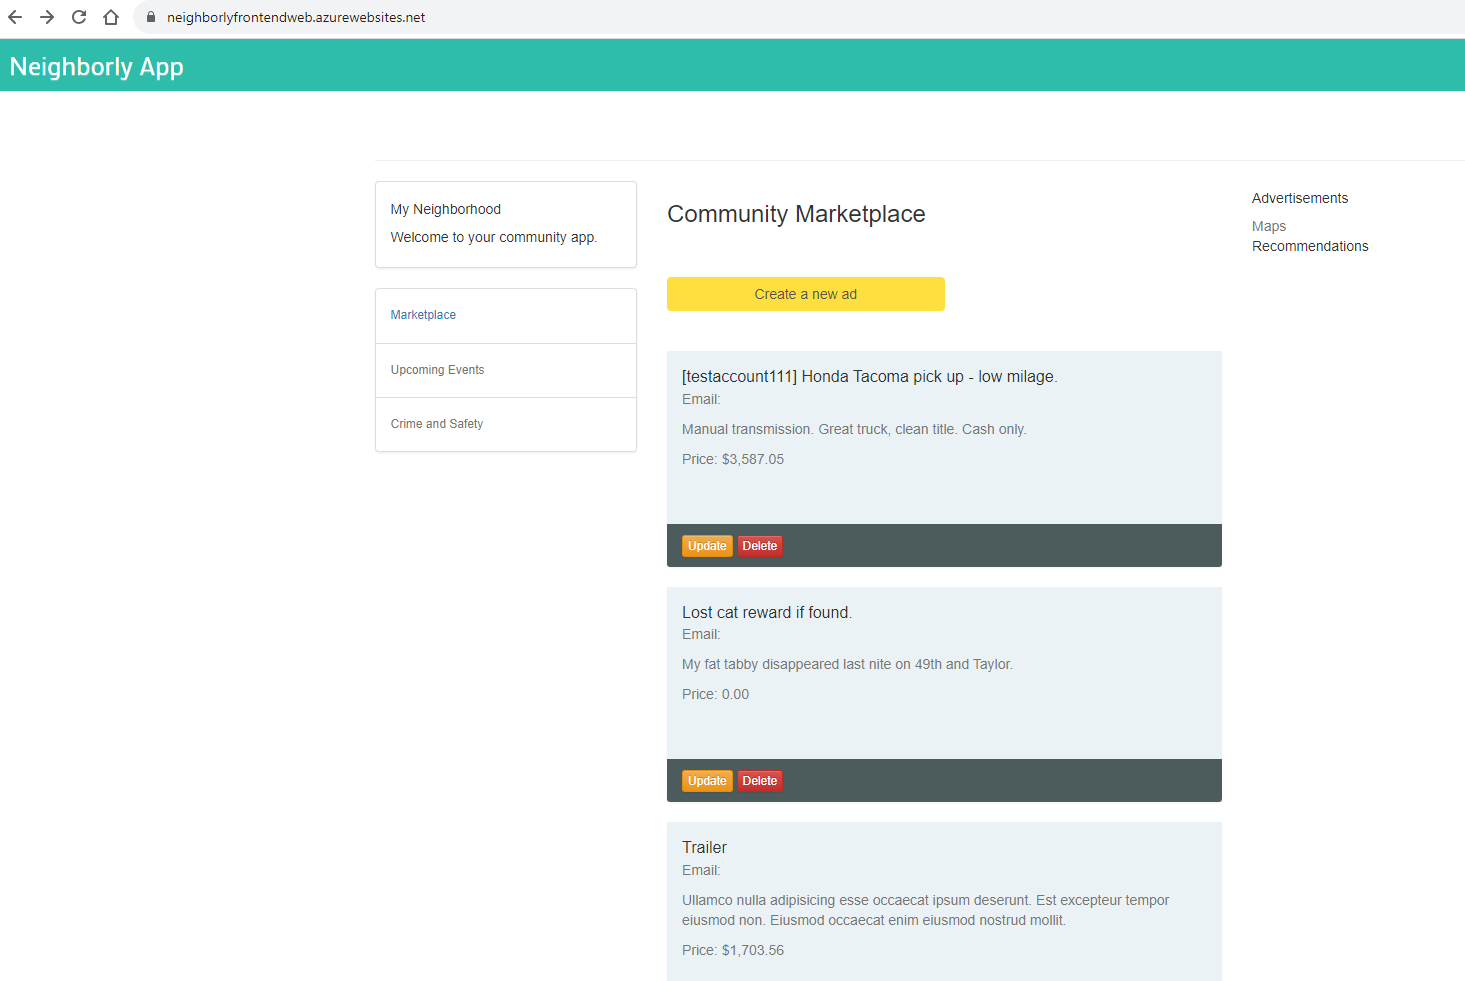 neighborlyfrontendweb.azurewebsites.net
Neighborly App
My Neighborhood
Welcome to your community app.
Marketplace
Upcoming Events
Crime and Safety
Community Marketplace
Create a new ad
[testaccount111] Honda Tacoma pick up - low milage.
Email:
Manual transmission. Great truck, clean title. Cash only.
Price: $3,587.05
Update Delete
Lost cat reward if found.
Email:
My fat tabby disappeared last nite on 49th and Taylor.
Price: 0.00
Update Delete
Trailer
Email:
Ullamco nulla adipisicing esse occaecat ipsum deserunt. Est excepteur tempor
eiusmod non. Eiusmod occaecat enim eiusmod nostrud mollit.
Price: $1,703.56
Advertisements
Maps
Recommendations